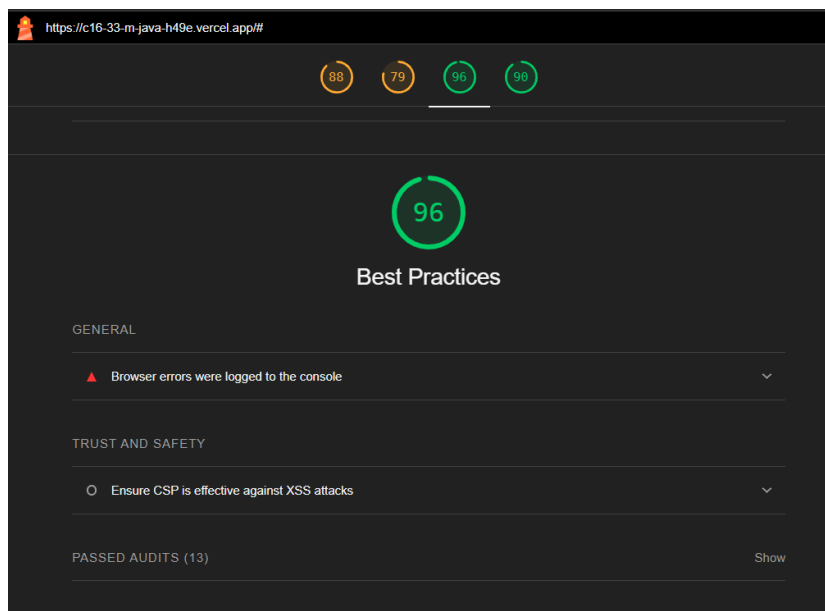 https://c16-33-m-java-h49e.vercel.app/#
88 79 96 90
96
Best Practices
GENERAL
Browser errors were logged to the console
TRUST AND SAFETY
Ensure CSP is effective against XSS attacks
PASSED AUDITS (13) Show